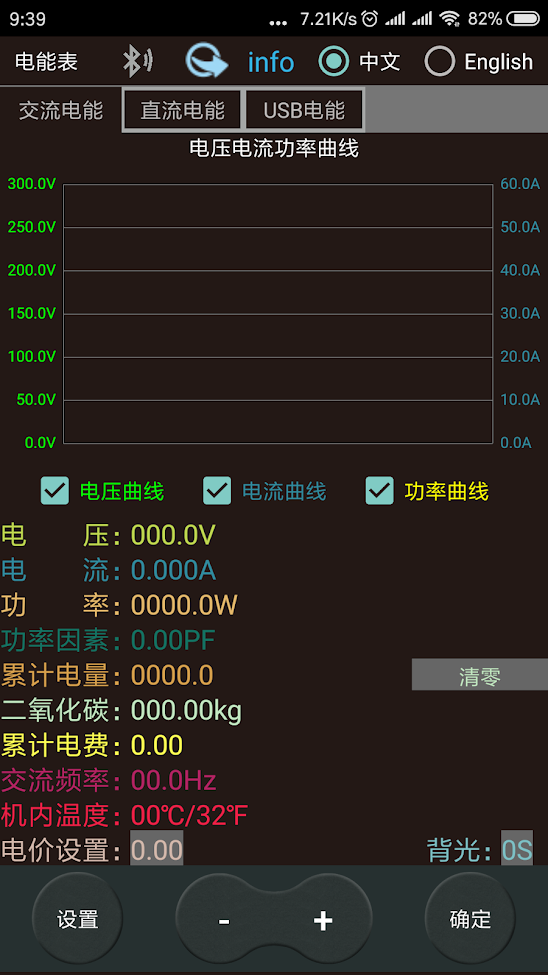 9:39 ... 7.21K/s 82%
电能表 info 中文 English
交流电能 直流电能 USB电能
电压电流功率曲线
300.0V 60.0A
250.0V 50.0A
200.0V 40.0A
150.0V 30.0A
100.0V 20.0A
50.0V 10.0A
0.0V 0.0A
电压曲线 电流曲线 功率曲线
电 压: 000.0V
电 流: 0.000A
功 率: 0000.0W
功率因素: 0.00PF
累计电量: 0000.0 清零
二氧化碳: 000.00kg
累计电费: 0.00
交流频率: 00.0Hz
机内温度: 00℃/32℉
电价设置: 0.00 背光: 0S
设置 - + 确定